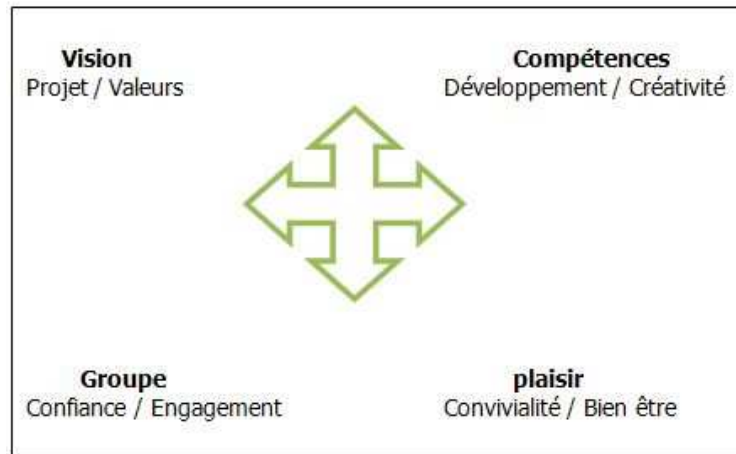 Vision
Projet / Valeurs
Compétences
Développement / Créativité
Groupe
Confiance / Engagement
plaisir
Convivialité / Bien être